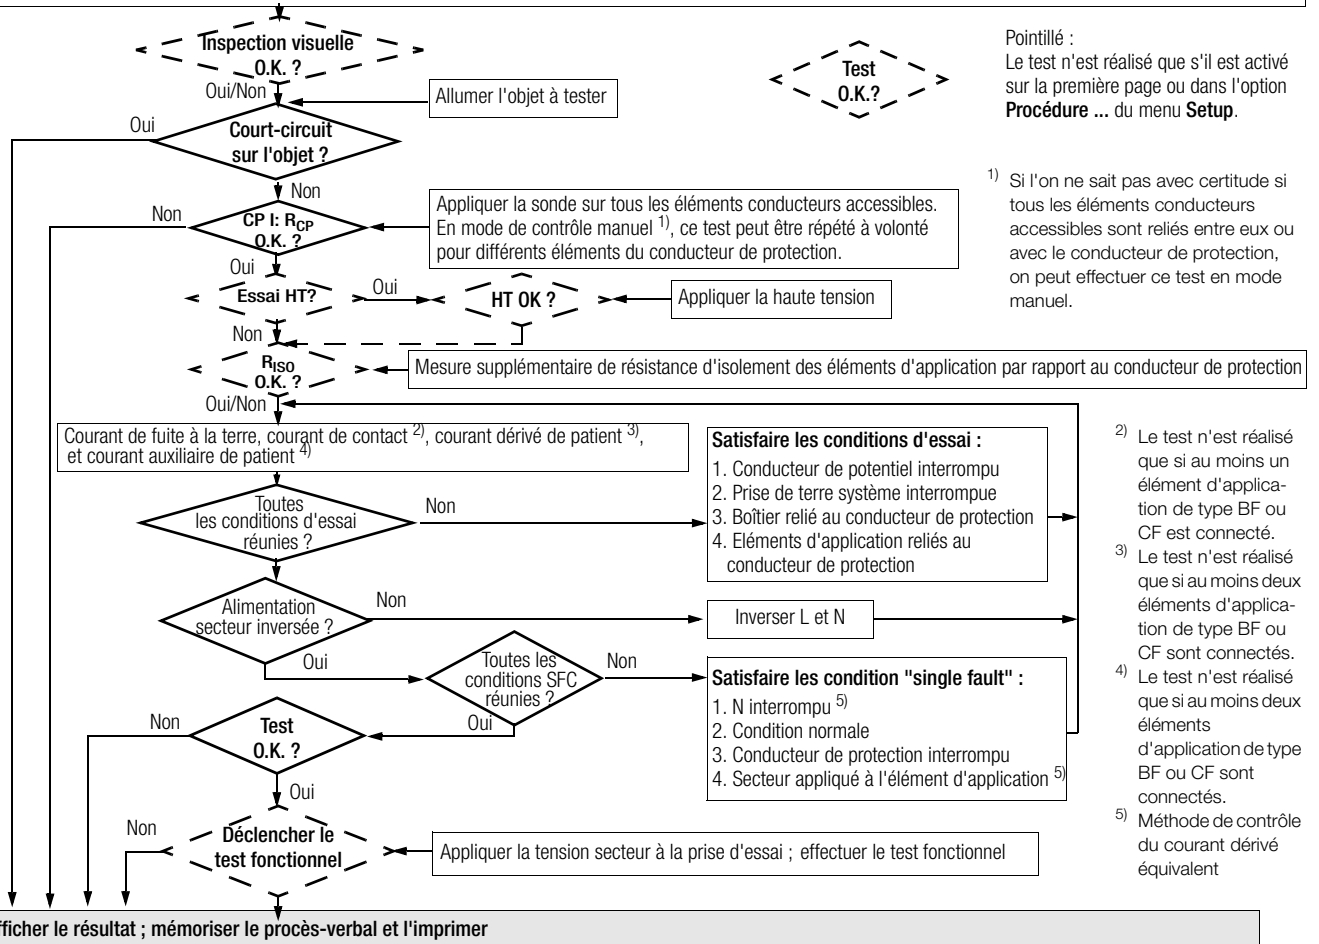 Inspection visuelle
O.K. ?
Oui/Non
Allumer l'objet à tester
Oui
Court-circuit
sur l'objet ?
Non
Non
CP I: RCP
O.K. ?
Appliquer la sonde sur tous les éléments conducteurs accessibles.
En mode de contrôle manuel 1), ce test peut être répété à volonté
pour différents éléments du conducteur de protection.
Oui
Essai HT?
Oui
HT OK ?
Appliquer la haute tension
Non
RISO
O.K. ?
Mesure supplémentaire de résistance d'isolement des éléments d'application par rapport au conducteur de protection
Oui/Non
Courant de fuite à la terre, courant de contact 2), courant dérivé de patient 3),
et courant auxiliaire de patient 4)
Toutes
les conditions d'essai
réunies ?
Non
Satisfaire les conditions d'essai :
1. Conducteur de potentiel interrompu
2. Prise de terre système interrompue
3. Boîtier relié au conducteur de protection
4. Eléments d'application reliés au
conducteur de protection
Alimentation
secteur inversée ?
Non
Inverser L et N
Oui
Toutes les
conditions SFC
réunies ?
Non
Oui
Satisfaire les condition "single fault" :
1. N interrompu 5)
2. Condition normale
3. Conducteur de protection interrompu
4. Secteur appliqué à l'élément d'application 5)
Non
Test
O.K. ?
Oui
Non
Déclencher le
test fonctionnel
Appliquer la tension secteur à la prise d'essai ; effectuer le test fonctionnel
fficher le résultat ; mémoriser le procès-verbal et l'imprimer
Test
O.K.?
Pointillé :
Le test n'est réalisé que s'il est activé
sur la première page ou dans l'option
Procédure ... du menu Setup.
1) Si l'on ne sait pas avec certitude si
tous les éléments conducteurs
accessibles sont reliés entre eux ou
avec le conducteur de protection,
on peut effectuer ce test en mode
manuel.
2) Le test n'est réalisé
que si au moins un
élément d'applica-
tion de type BF ou
CF est connecté.
3) Le test n'est réalisé
que si au moins deux
éléments d'applica-
tion de type BF ou
CF sont connectés.
4) Le test n'est réalisé
que si au moins deux
éléments
d'application de type
BF ou CF sont
connectés.
5) Méthode de contrôle
du courant dérivé
équivalent